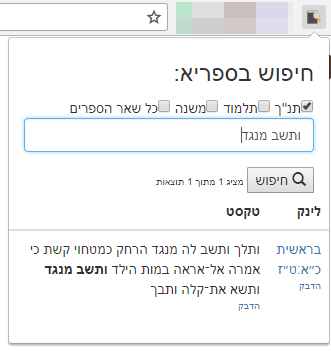 חיפוש בספריא:
תנ"ך תלמוד משנה כל שאר הספרים
ותשב מנגד
חיפוש מציג 1 מתוך 1 תוצאות
לינק טקסט
בראשית כ״א:ט״ז
הדבק
ותלך ותשב לה מנגד הרחק כמטחוי קשת כי
אמרה אל־אראה במות הילד ותשב מנגד
ותשא את־קלה ותבך
הדבק